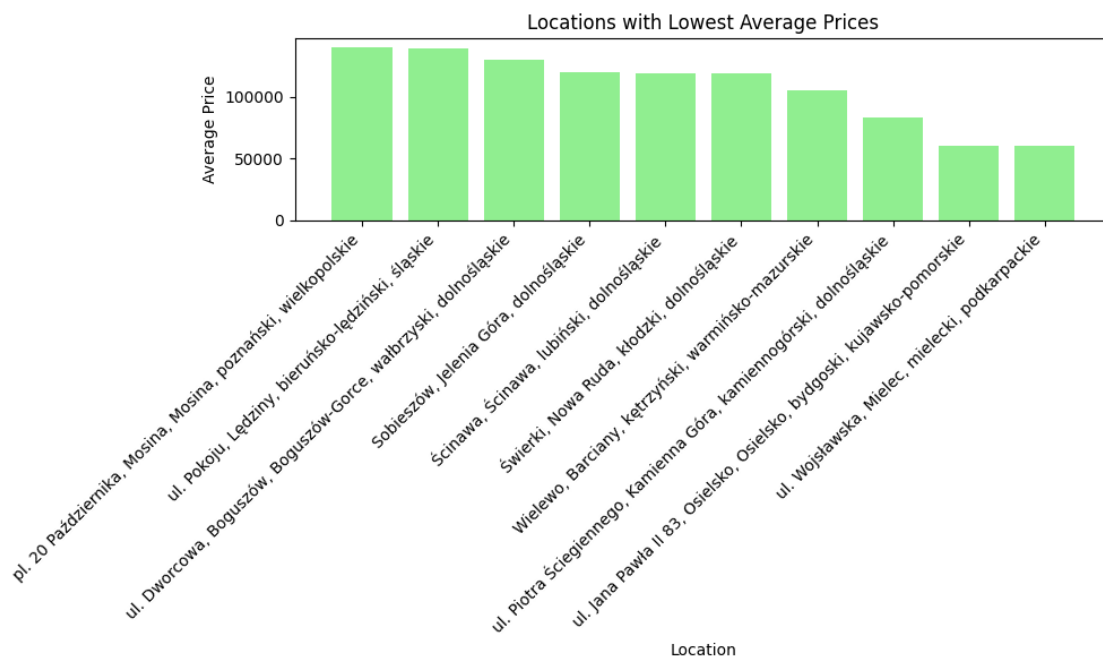 Locations with Lowest Average Prices
Average Price
100000
50000
0
pl. 20 Października, Mosina, Mosina, poznański, wielkopolskie
ul. Pokoju, Lędziny, bieruńsko-lędziński, śląskie
ul. Dworcowa, Boguszów, Boguszów-Gorce, wałbrzyski, dolnośląskie
Sobieszów, Jelenia Góra, dolnośląskie
Ścinawa, Ścinawa, lubiński, dolnośląskie
Świerki, Nowa Ruda, kłodzki, dolnośląskie
Wielewo, Barciany, kętrzyński, warmińsko-mazurskie
ul. Piotra Ściegiennego, Kamienna Góra, kamiennogórski, dolnośląskie
ul. Jana Pawła II 83, Osielsko, Osielsko, bydgoski, kujawsko-pomorskie
ul. Wojsławska, Mielec, mielecki, podkarpackie
Location